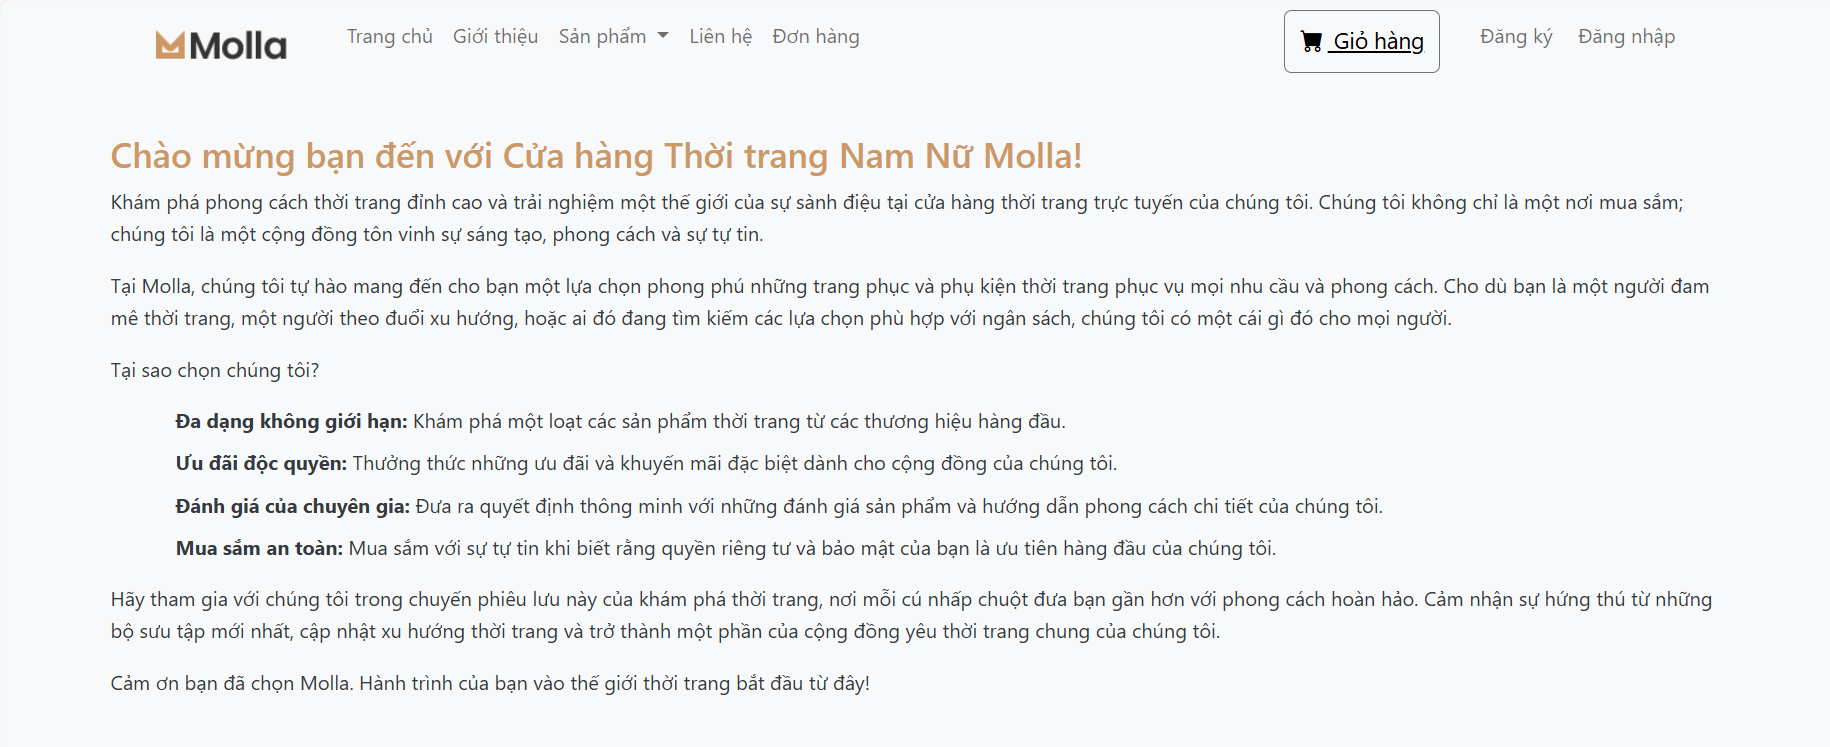 Molla
Trang chủ Giới thiệu Sản phẩm Liên hệ Đơn hàng
Giỏ hàng
Đăng ký Đăng nhập
Chào mừng bạn đến với Cửa hàng Thời trang Nam Nữ Molla!
Khám phá phong cách thời trang đỉnh cao và trải nghiệm một thế giới của sự sành điệu tại cửa hàng thời trang trực tuyến của chúng tôi. Chúng tôi không chỉ là một nơi mua sắm;
chúng tôi là một cộng đồng tôn vinh sự sáng tạo, phong cách và sự tự tin.
Tại Molla, chúng tôi tự hào mang đến cho bạn một lựa chọn phong phú những trang phục và phụ kiện thời trang phục vụ mọi nhu cầu và phong cách. Cho dù bạn là một người đam
mê thời trang, một người theo đuổi xu hướng, hoặc ai đó đang tìm kiếm các lựa chọn phù hợp với ngân sách, chúng tôi có một cái gì đó cho mọi người.
Tại sao chọn chúng tôi?
Đa dạng không giới hạn: Khám phá một loạt các sản phẩm thời trang từ các thương hiệu hàng đầu.
Ưu đãi độc quyền: Thưởng thức những ưu đãi và khuyến mãi đặc biệt dành cho cộng đồng của chúng tôi.
Đánh giá của chuyên gia: Đưa ra quyết định thông minh với những đánh giá sản phẩm và hướng dẫn phong cách chi tiết của chúng tôi.
Mua sắm an toàn: Mua sắm với sự tự tin khi biết rằng quyền riêng tư và bảo mật của bạn là ưu tiên hàng đầu của chúng tôi.
Hãy tham gia với chúng tôi trong chuyến phiêu lưu này của khám phá thời trang, nơi mỗi cú nhấp chuột đưa bạn gần hơn với phong cách hoàn hảo. Cảm nhận sự hứng thú từ những
bộ sưu tập mới nhất, cập nhật xu hướng thời trang và trở thành một phần của cộng đồng yêu thời trang chung của chúng tôi.
Cảm ơn bạn đã chọn Molla. Hành trình của bạn vào thế giới thời trang bắt đầu từ đây!